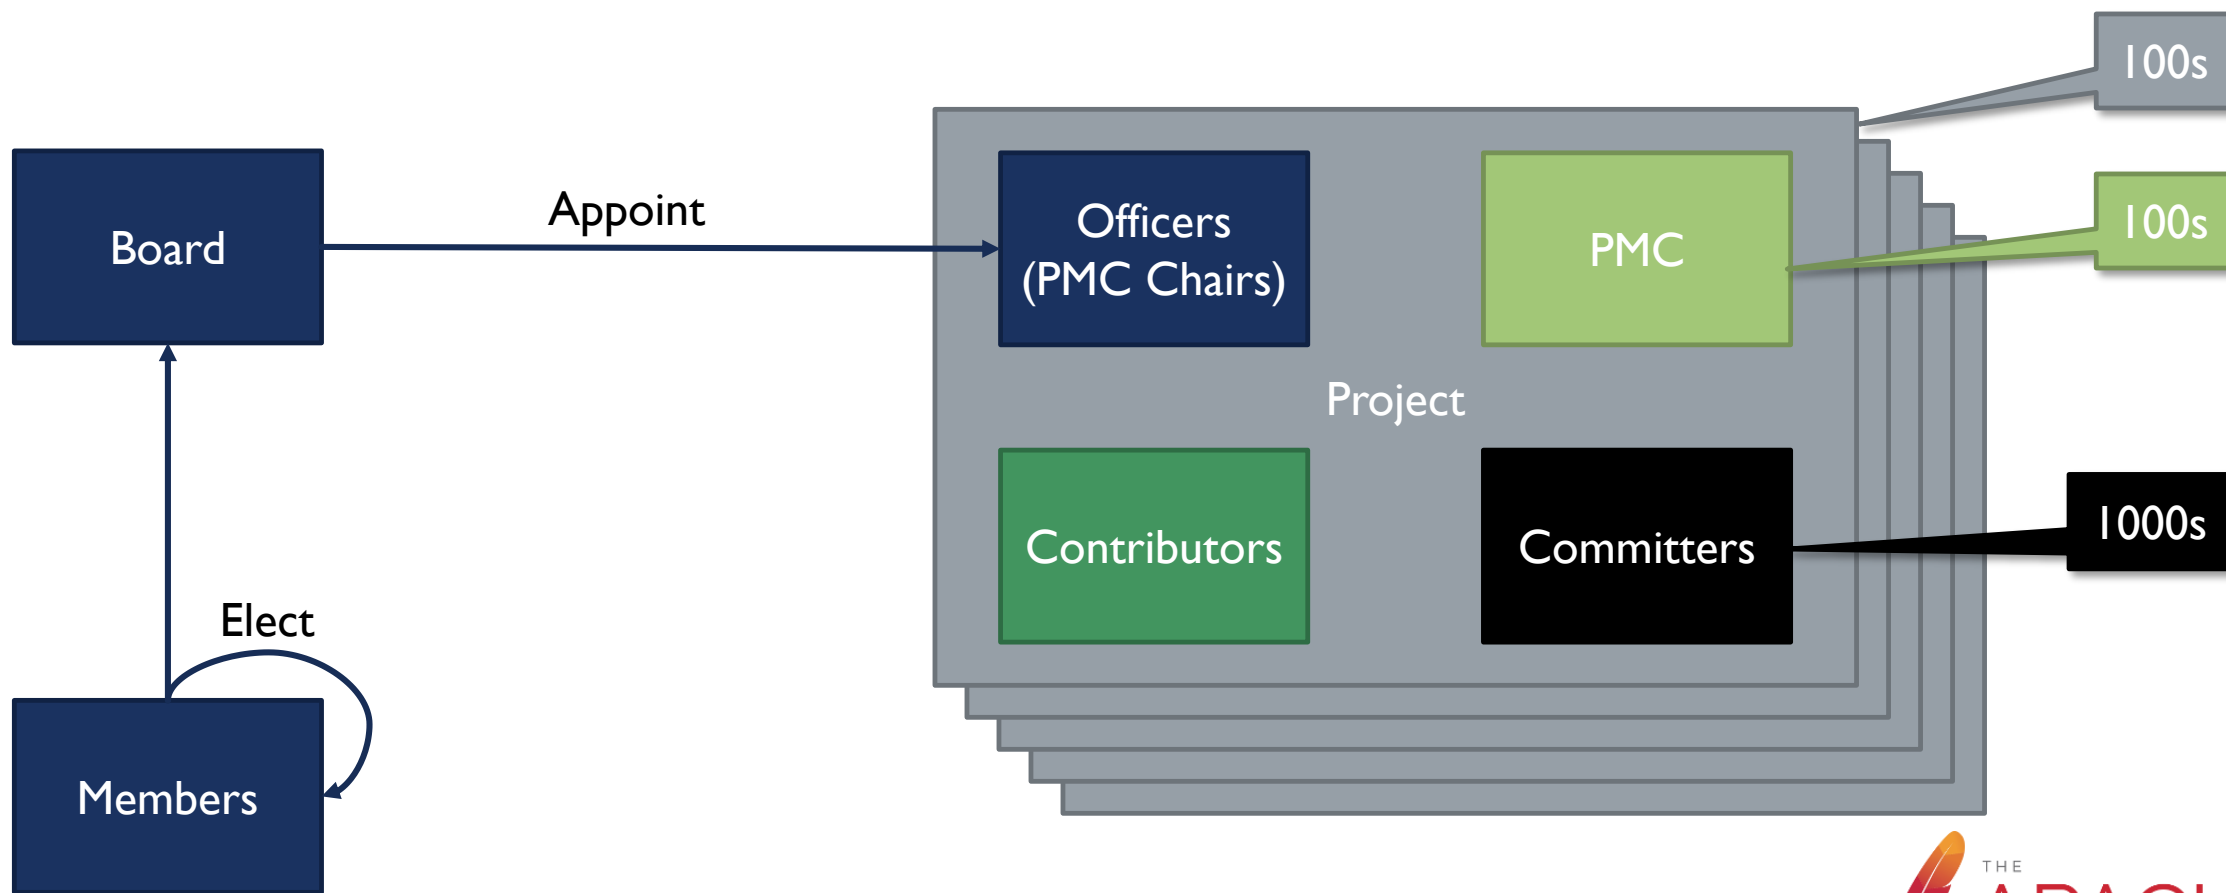 100s
Board
Appoint
Officers
(PMC Chairs)
PMC
100s
Project
Contributors
Committers
1000s
Elect
Members
THE